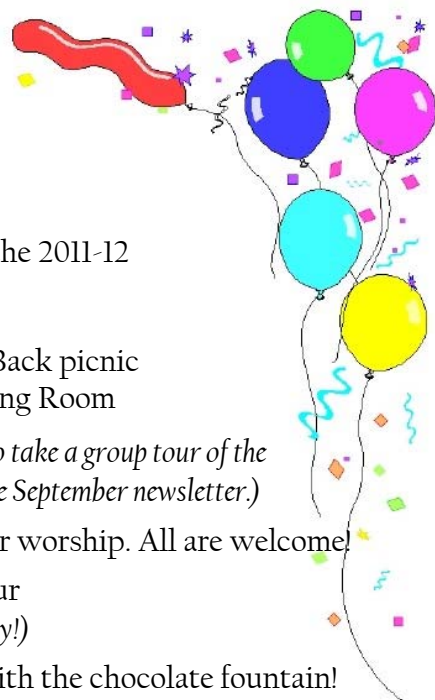 he 2011-12
Back picnic
ng Room
o take a group tour of the
e September newsletter.)
r worship. All are welcome!
ur
y!)
ith the chocolate fountain!